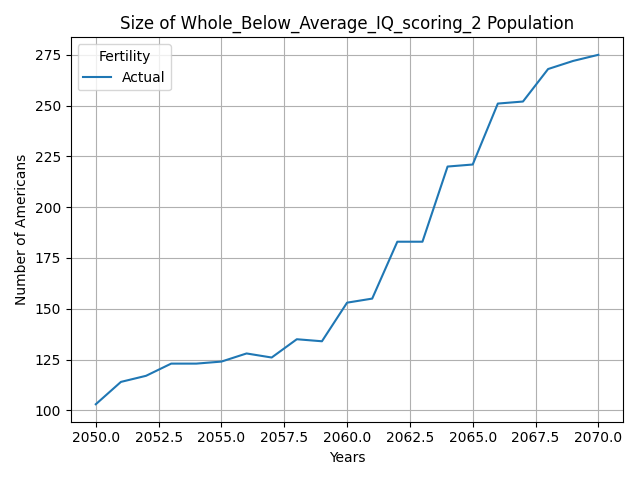 Size of Whole_Below_Average_IQ_scoring_2 Population
Fertility
Actual
Number of Americans
275
250
225
200
175
150
125
100
2050.0 2052.5 2055.0 2057.5 2060.0 2062.5 2065.0 2067.5 2070.0
Years